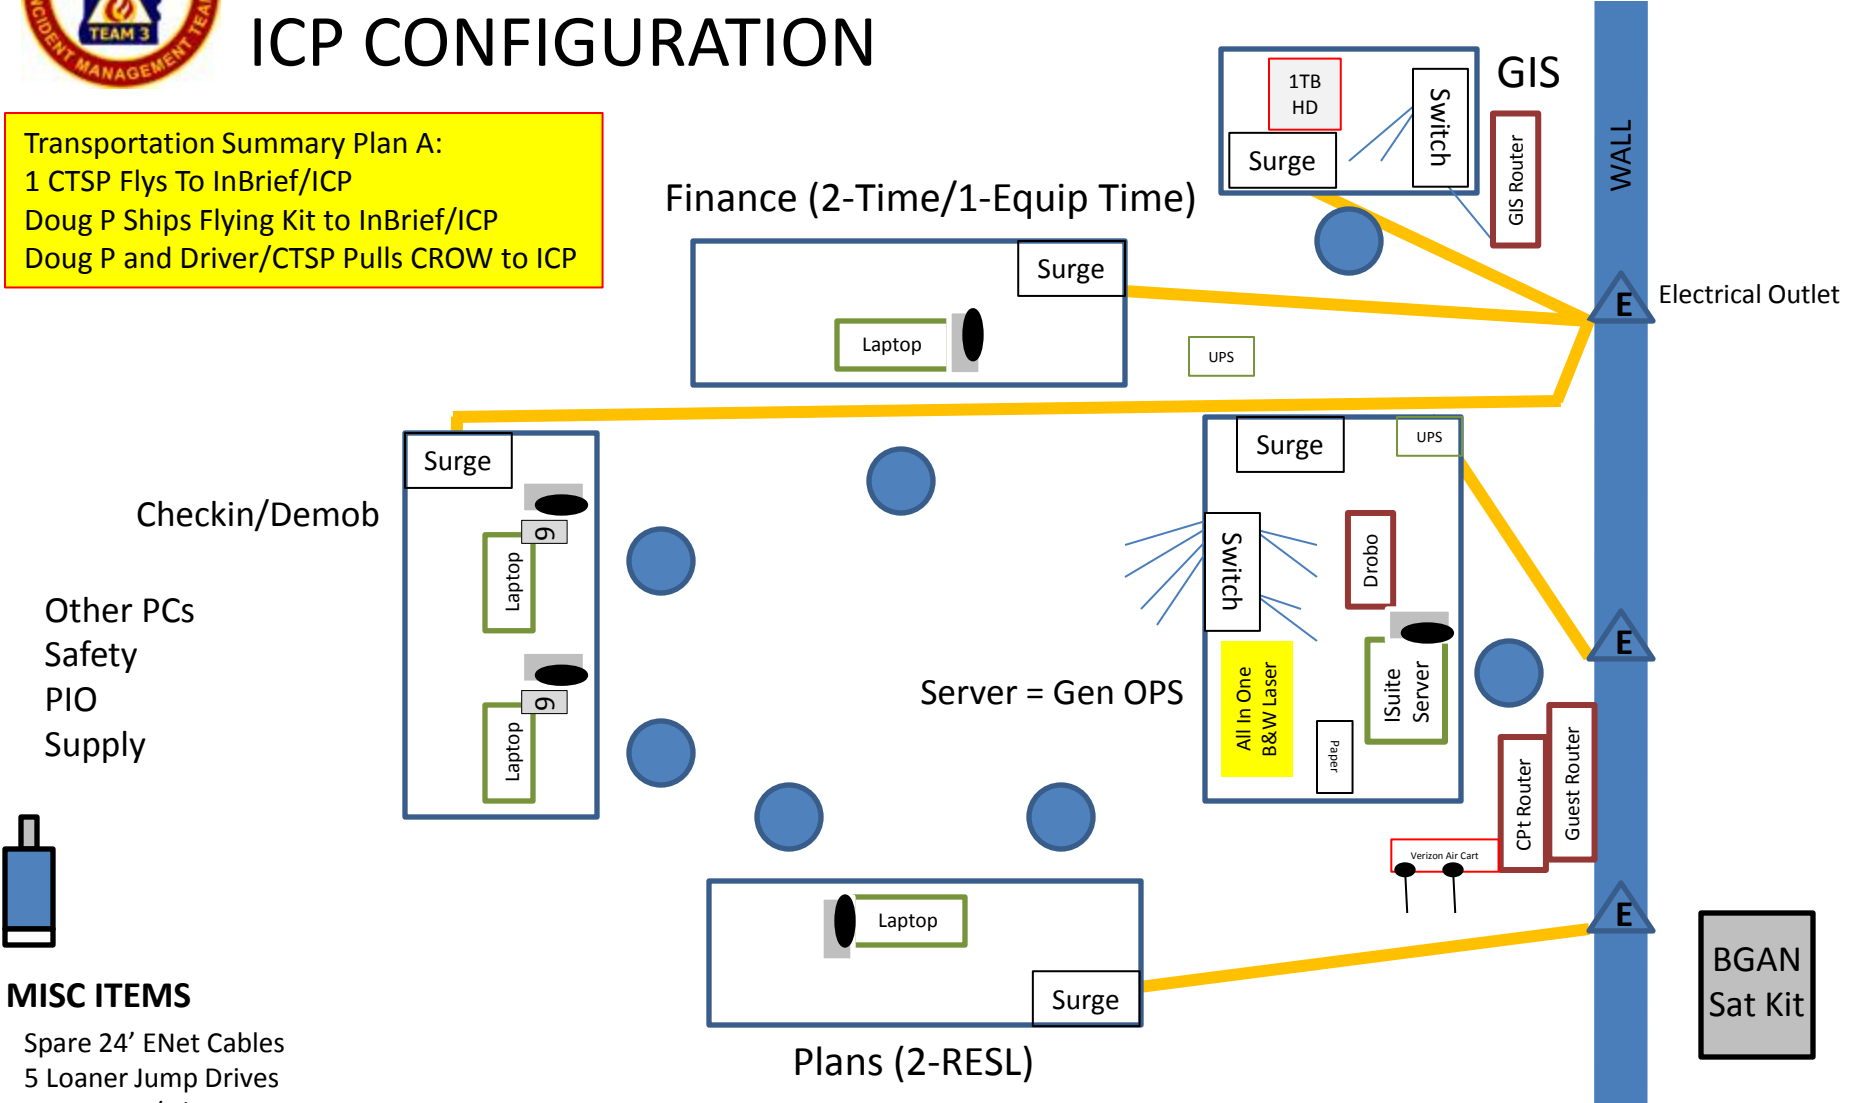 INCIDENT
MANAGEMENT TEAM
TEAM 3
ICP CONFIGURATION
Transportation Summary Plan A:
1 CTSP Flys To InBrief/ICP
Doug P Ships Flying Kit to InBrief/ICP
Doug P and Driver/CTSP Pulls CROW to ICP
GIS
1TB
HD
Surge
Switch
GIS Router
WALL
Finance (2-Time/1-Equip Time)
Surge
Laptop
UPS
E
Electrical Outlet
Surge
Checkin/Demob
6
Laptop
6
Laptop
Other PCs
Safety
PIO
Supply
Surge
UPS
Switch
Drobo
Server = Gen OPS
ISuite
Server
All In One
B&W Laser
Paper
E
CPt Router
Guest Router
Verizon Air Cart
E
BGAN
Sat Kit
Laptop
Surge
Plans (2-RESL)
MISC ITEMS
Spare 24’ ENet Cables
5 Loaner Jump Drives